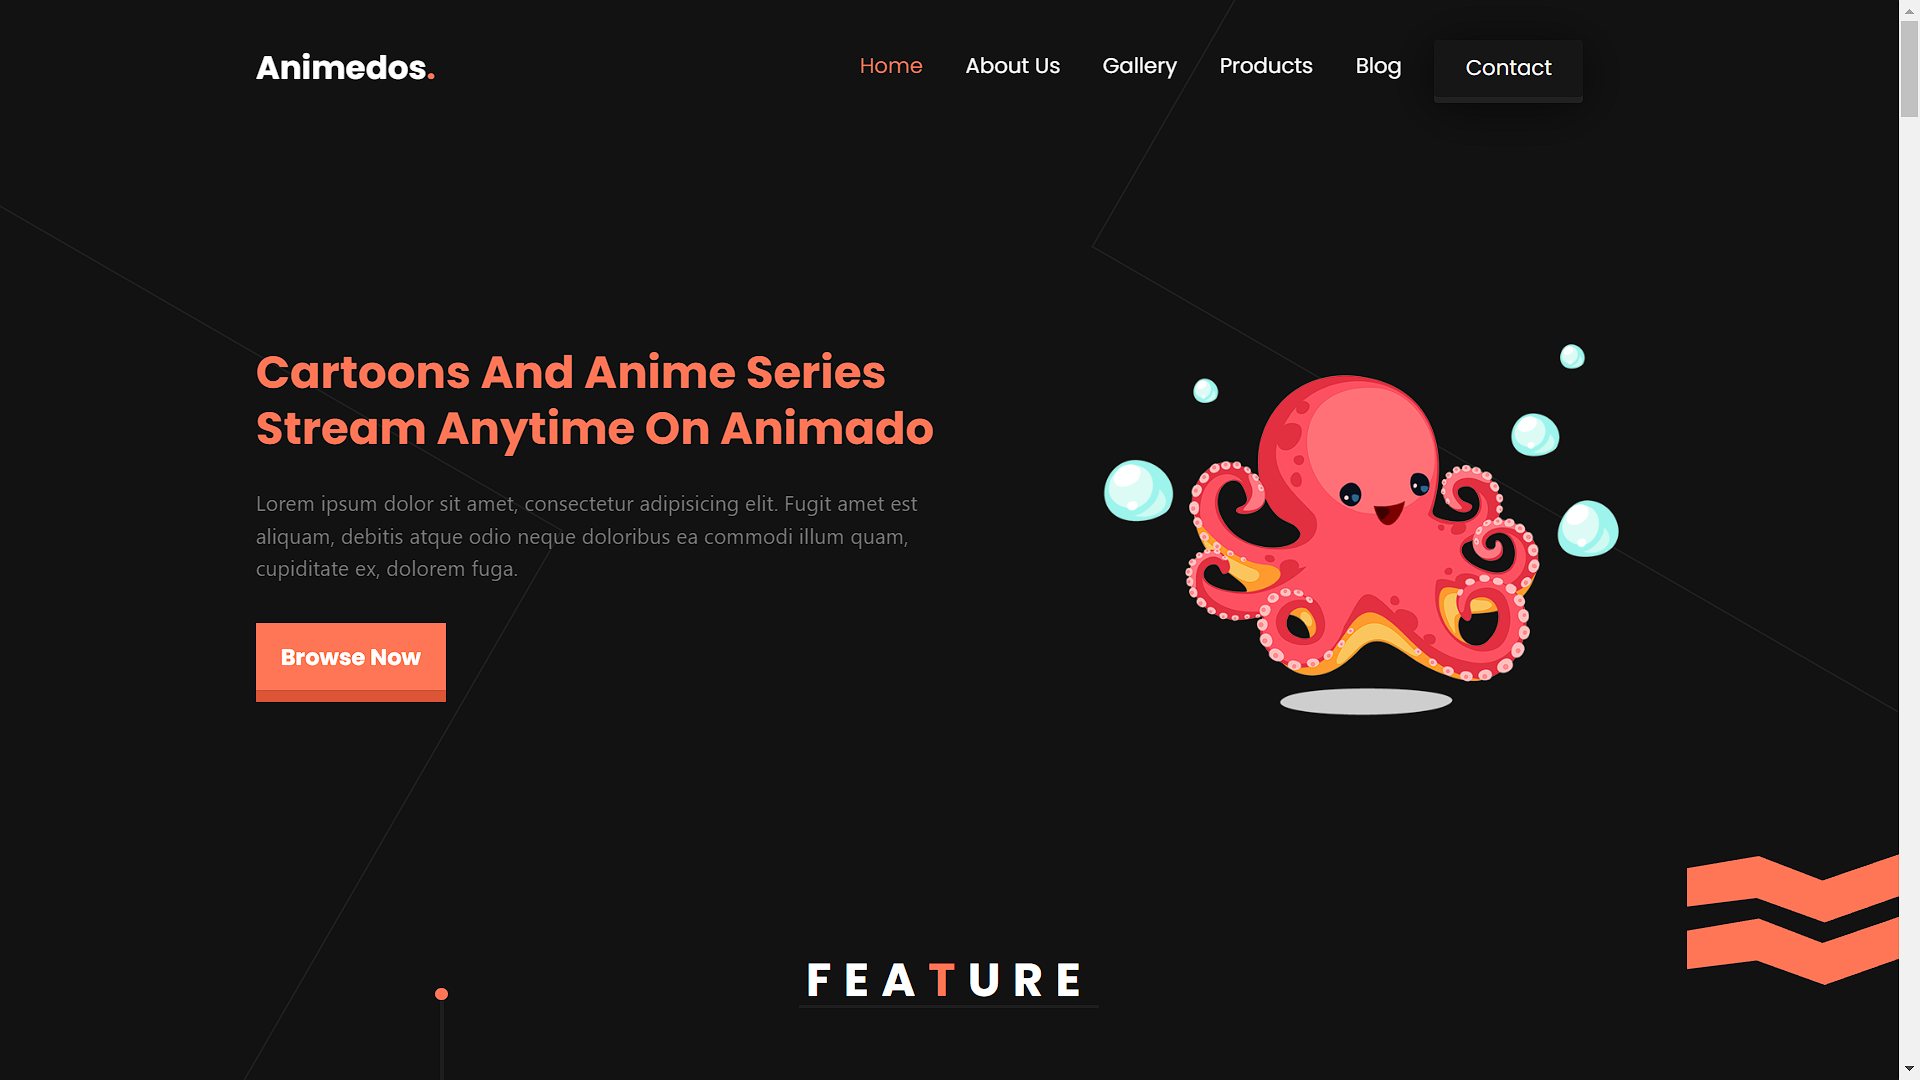 Animedos.
Home About Us Gallery Products Blog Contact
Cartoons And Anime Series
Stream Anytime On Animado
Lorem ipsum dolor sit amet, consectetur adipisicing elit. Fugit amet est
aliquam, debitis atque odio neque doloribus ea commodi illum quam,
cupiditate ex, dolorem fuga.
Browse Now
FEATURE